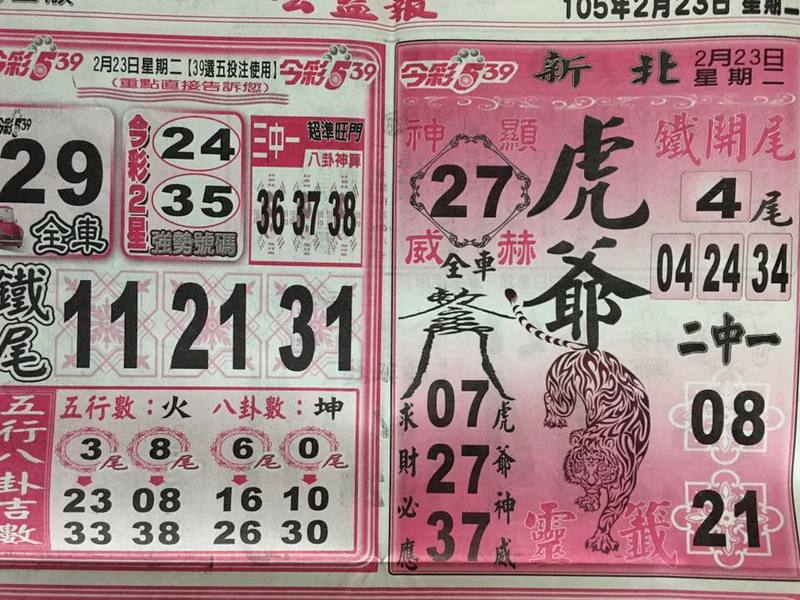 公益報
105年2月23日 星期二
今彩539 2月23日星期二【39選五投注使用】今彩539
(重點直接告訴您)
今彩539
29
全車
今彩2星
24
35
強勢號碼
三中一 超準旺門
八卦神算
36 37 38
鐵尾
11 21 31
五行八卦吉數
五行數：火 八卦數：坤
3尾 8尾 6尾 0尾
23 08 16 10
33 38 26 30
今彩539 新北 2月23日
星期二
神威顯赫
27
全車
虎爺
鐵開尾
4尾
04 24 34
二中一
08
21
求財必應
07
27
37
虎爺神威
靈籤